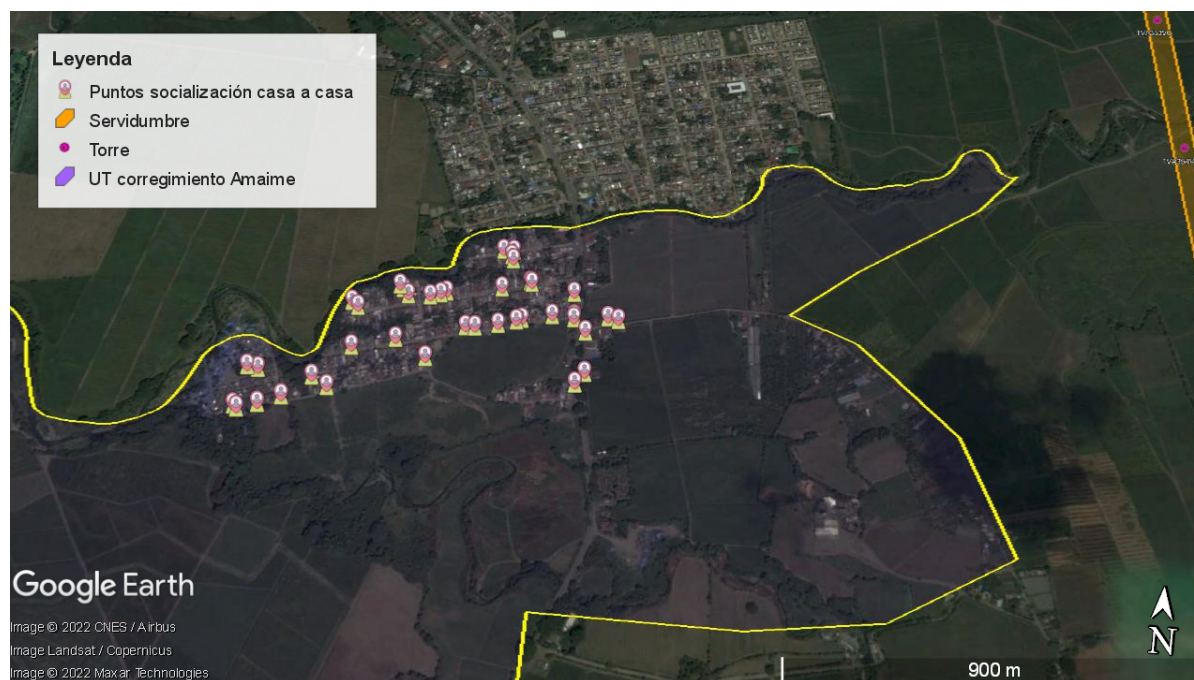 Leyenda
Puntos socialización casa a casa
Servidumbre
Torre
UT corregimiento Amaime
Google Earth
Image © 2022 CNES / Airbus
Image Landsat / Copernicus
Image © 2022 Maxar Technologies
N
900 m